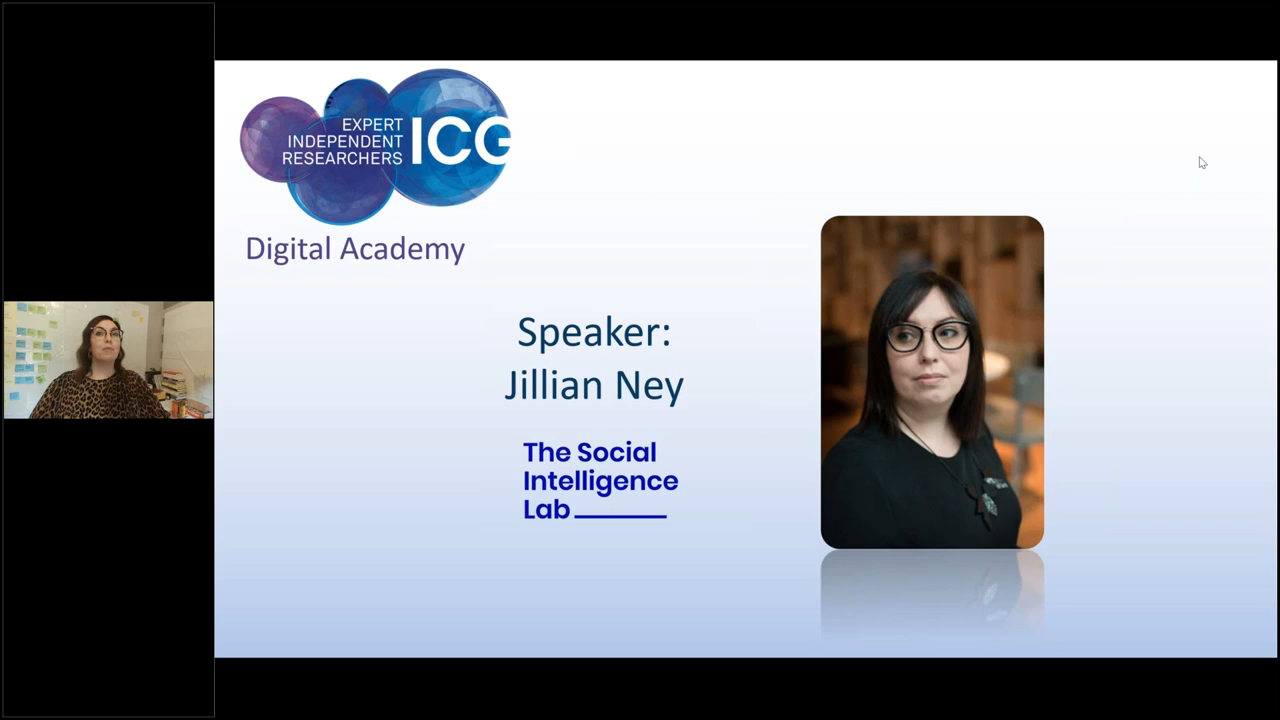 EXPERT
INDEPENDENT
RESEARCHERS
ICG
Digital Academy
Speaker:
Jillian Ney
The Social
Intelligence
Lab